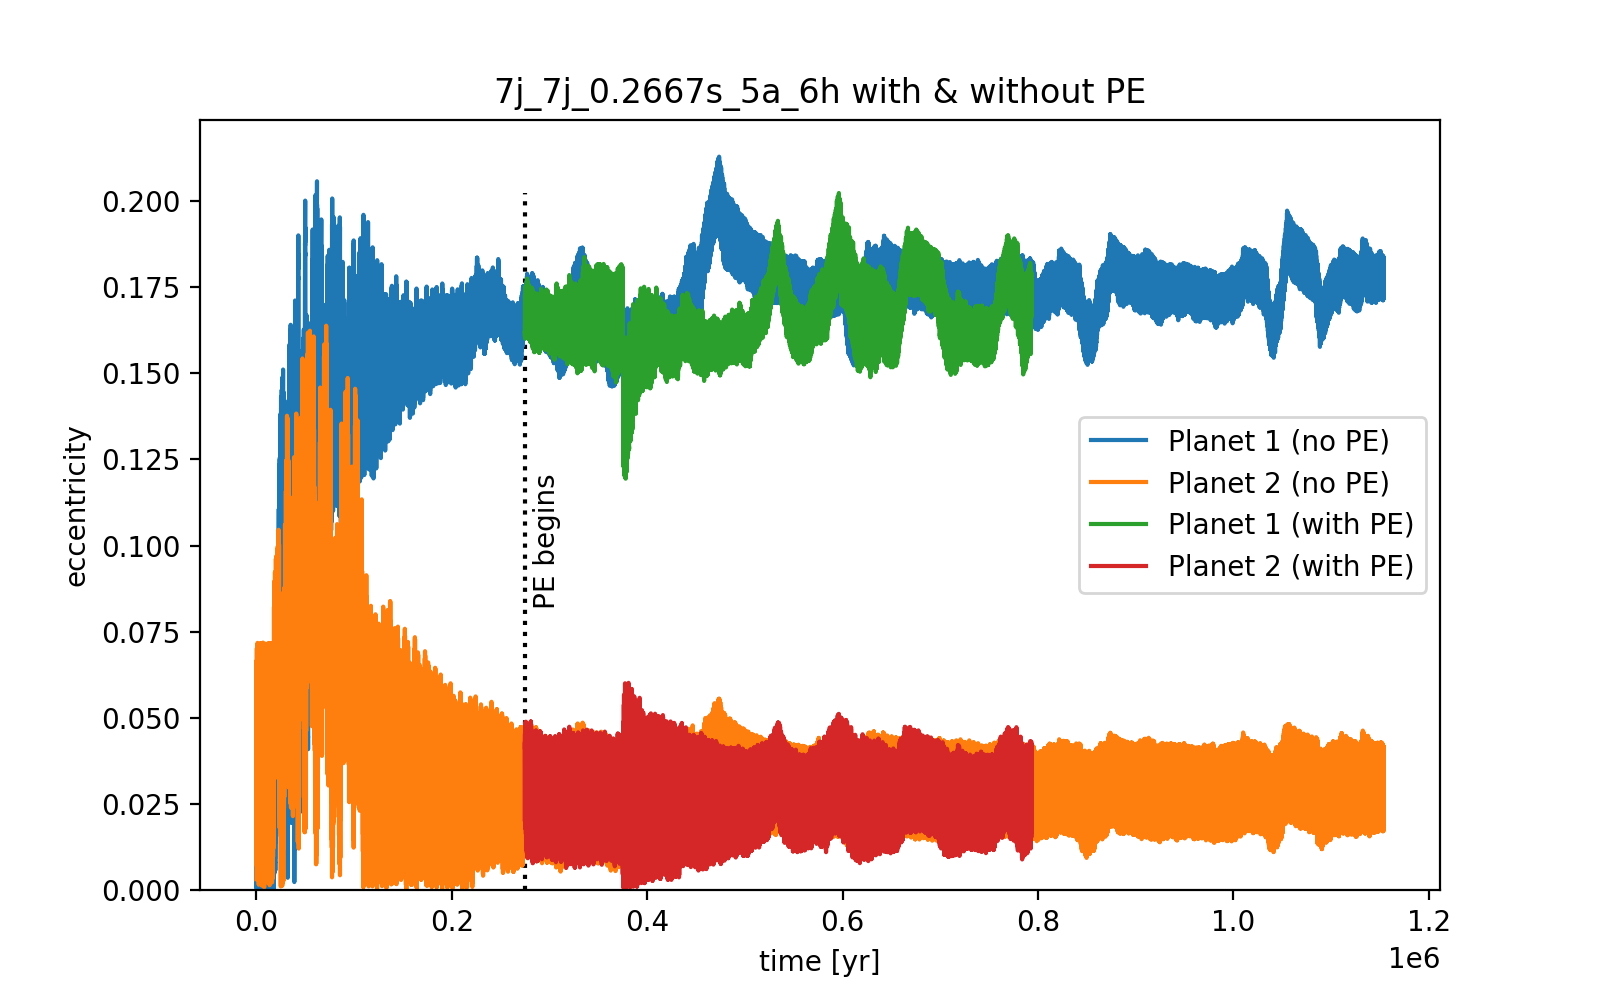 7j_7j_0.2667s_5a_6h with & without PE
eccentricity
0.200
0.175
0.150
0.125
0.100
0.075
0.050
0.025
0.000
PE begins
Planet 1 (no PE)
Planet 2 (no PE)
Planet 1 (with PE)
Planet 2 (with PE)
0.0 0.2 0.4 0.6 0.8 1.0 1.2
time [yr]
1e6